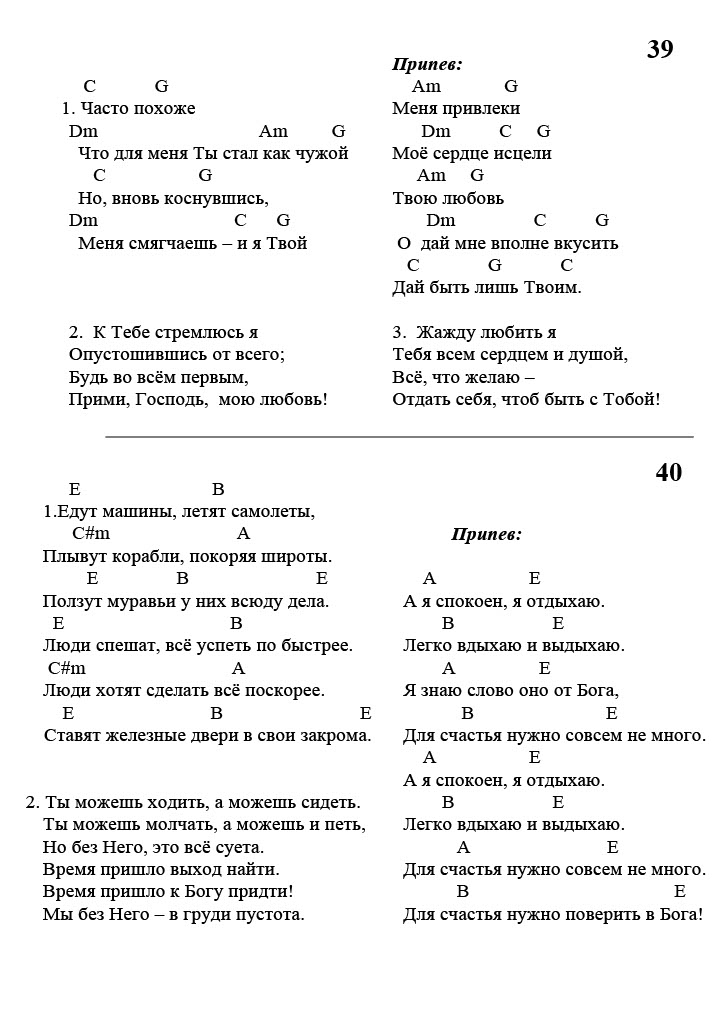 39
C G
1. Часто похоже
Dm Am G
Что для меня Ты стал как чужой
C G
Но, вновь коснувшись,
Dm C G
Меня смягчаешь – и я Твой
Припев:
Am G
Меня привлеки
Dm C G
Моё сердце исцели
Am G
Твою любовь
Dm C G
О дай мне вполне вкусить
C G C
Дай быть лишь Твоим.
2. К Тебе стремлюсь я
Опустошившись от всего;
Будь во всём первым,
Прими, Господь, мою любовь!
3. Жажду любить я
Тебя всем сердцем и душой,
Всё, что желаю –
Отдать себя, чтоб быть с Тобой!
40
E B
1.Едут машины, летят самолеты,
C#m A
Плывут корабли, покоряя широты.
E B E
Ползут муравьи у них всюду дела.
E B
Люди спешат, всё успеть по быстрее.
C#m A
Люди хотят сделать всё поскорее.
E B E
Ставят железные двери в свои закрома.
2. Ты можешь ходить, а можешь сидеть.
Ты можешь молчать, а можешь и петь,
Но без Него, это всё суета.
Время пришло выход найти.
Время пришло к Богу придти!
Мы без Него – в груди пустота.
Припев:
A E
А я спокоен, я отдыхаю.
B E
Легко вдыхаю и выдыхаю.
A E
Я знаю слово оно от Бога,
B E
Для счастья нужно совсем не много.
A E
А я спокоен, я отдыхаю.
B E
Легко вдыхаю и выдыхаю.
A E
Для счастья нужно совсем не много.
B E
Для счастья нужно поверить в Бога!